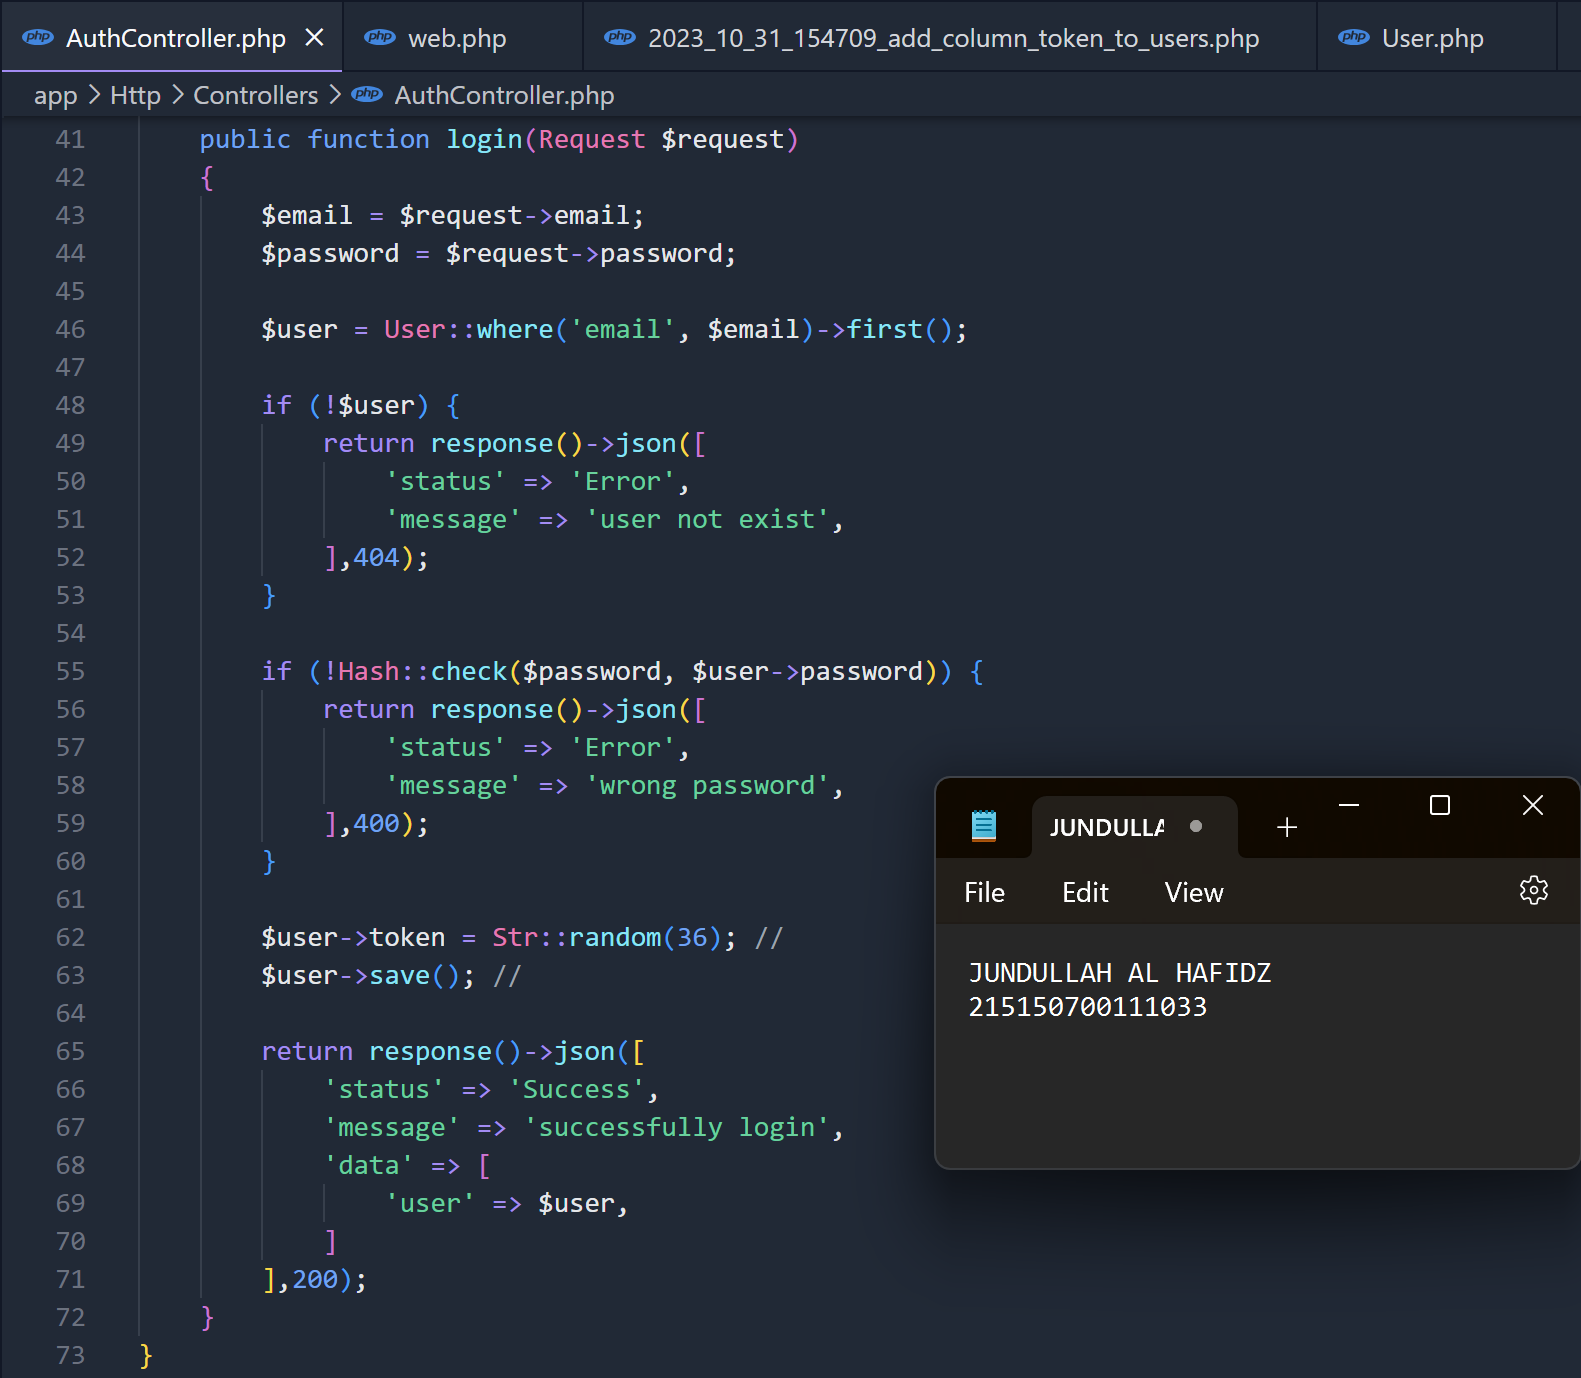 php AuthController.php
php web.php
php 2023_10_31_154709_add_column_token_to_users.php
php User.php
app > Http > Controllers > php AuthController.php
41 public function login(Request $request)
42 {
43 $email = $request->email;
44 $password = $request->password;
45
46 $user = User::where('email', $email)->first();
47
48 if (!$user) {
49 return response()->json([
50 'status' => 'Error',
51 'message' => 'user not exist',
52 ],404);
53 }
54
55 if (!Hash::check($password, $user->password)) {
56 return response()->json([
57 'status' => 'Error',
58 'message' => 'wrong password',
59 ],400);
60 }
61
62 $user->token = Str::random(36); //
63 $user->save(); //
64
65 return response()->json([
66 'status' => 'Success',
67 'message' => 'successfully login',
68 'data' => [
69 'user' => $user,
70 ]
71 ],200);
72 }
73 }
JUNDULLA
File Edit View
JUNDULLAH AL HAFIDZ
215150700111033